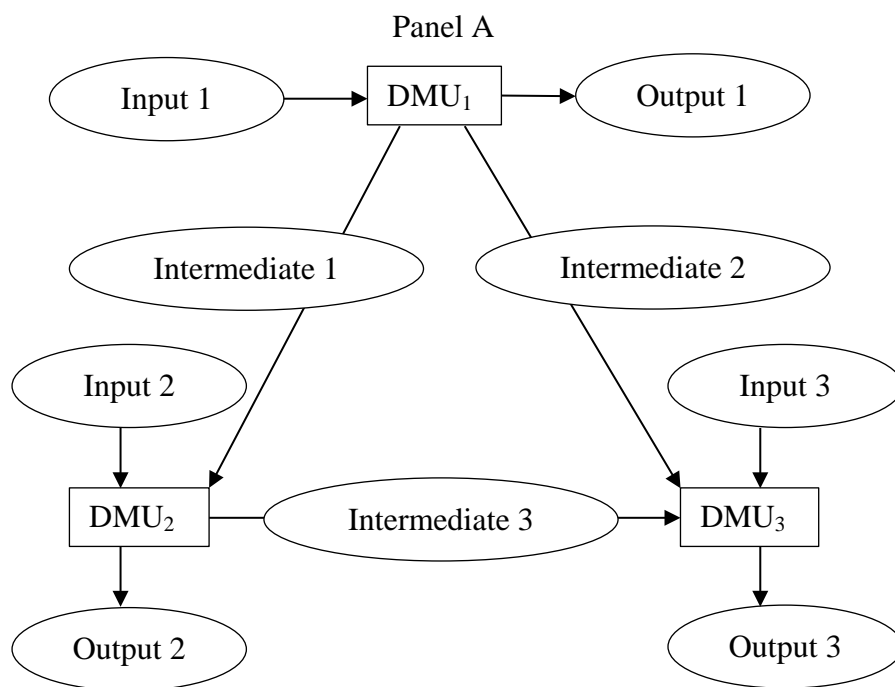 Panel A
Input 1
DMU₁
Output 1
Intermediate 1
Intermediate 2
Input 2
Input 3
DMU₂
Intermediate 3
DMU₃
Output 2
Output 3